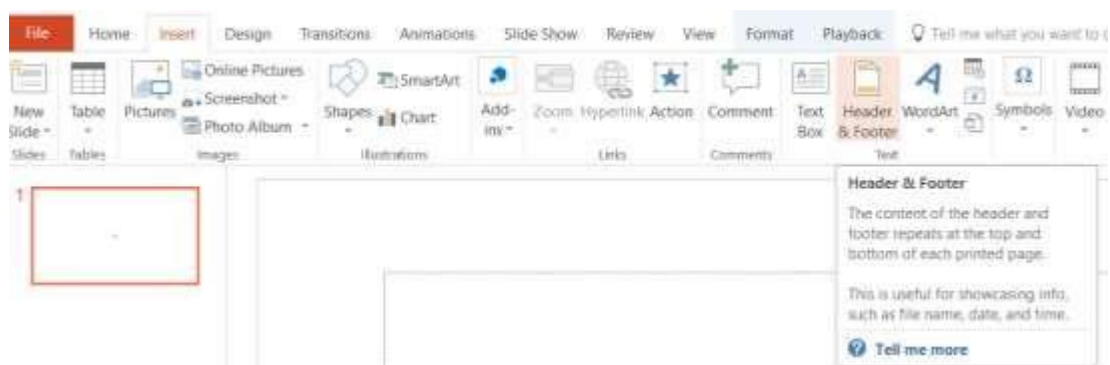 File Home Insert Design Transitions Animations Slide Show Review View Format Playback Tell me what you want to
Online Pictures SmartArt
Screenshot
New Table Pictures Photo Album Shapes Chart Add- Zoom Hyperlink Action Comment Text Header WordArt Symbols Video
Slide ins Box & Footer
Slides Tables Images Illustrations Links Comments Text
1
Header & Footer
The content of the header and
footer repeats at the top and
bottom of each printed page.
This is useful for showcasing info,
such as file name, date, and time.
Tell me more